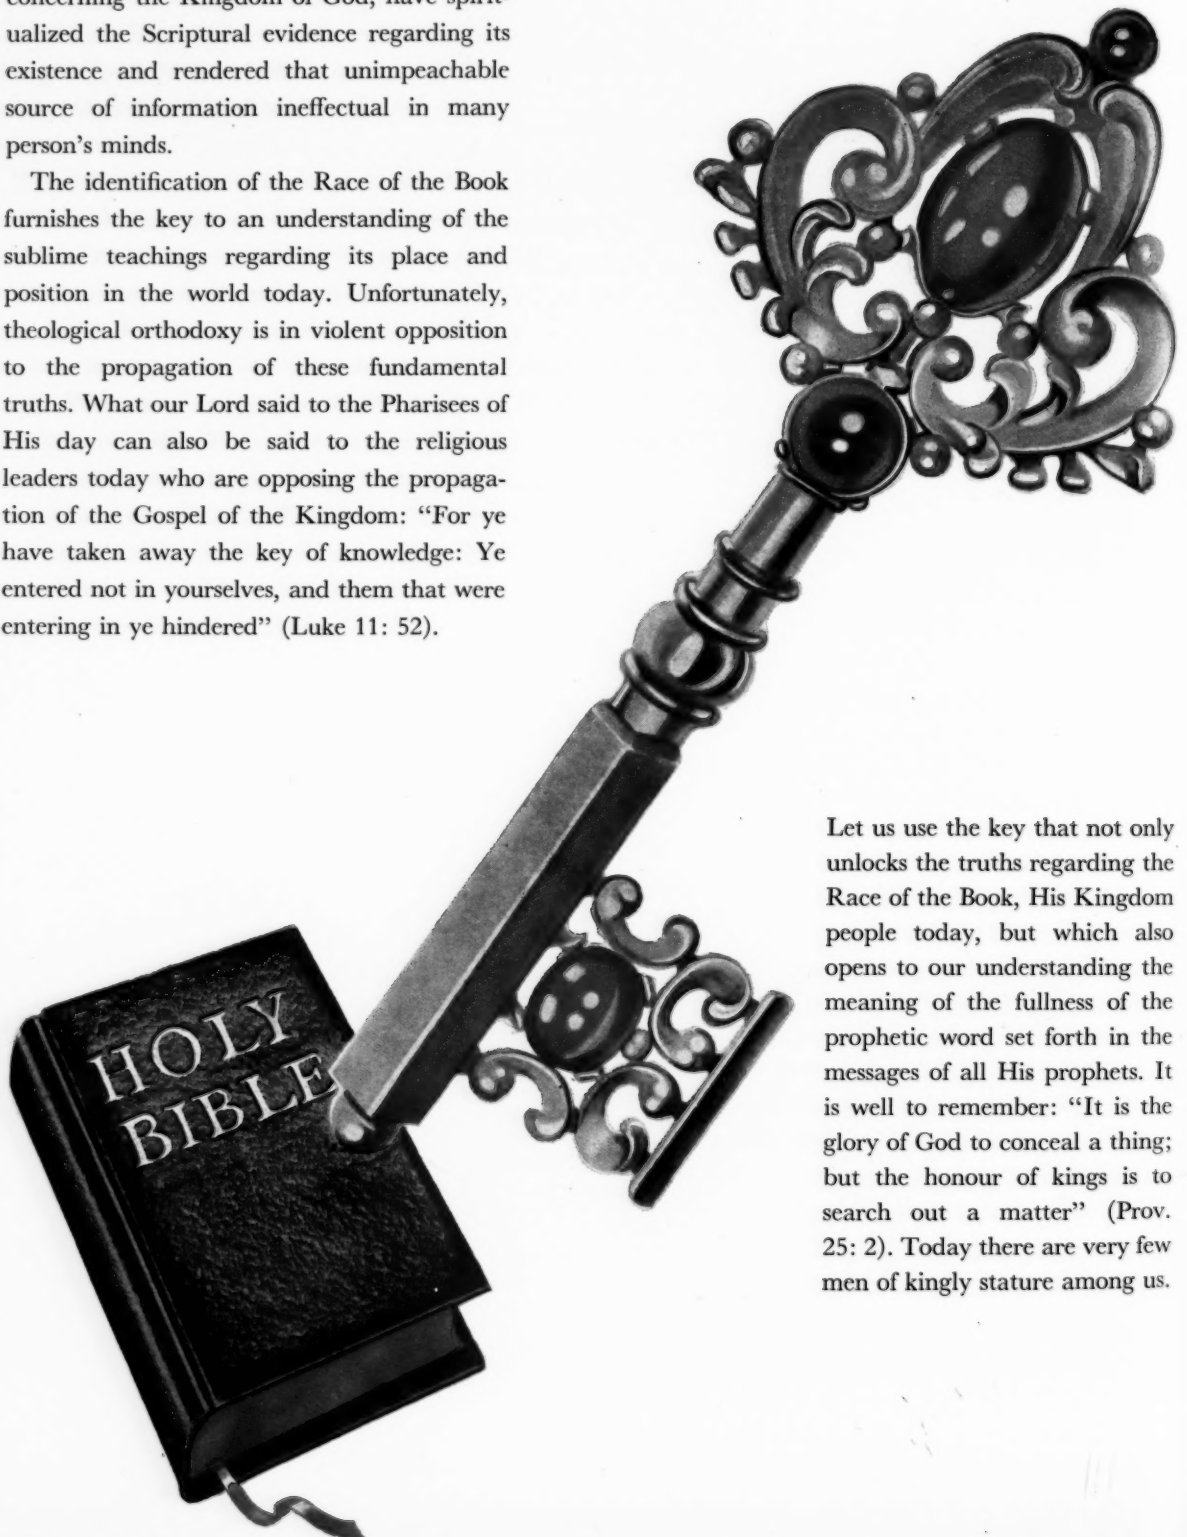 concerning the Kingdom of God, have spirit-
ualized the Scriptural evidence regarding its
existence and rendered that unimpeachable
source of information ineffectual in many
person's minds.
The identification of the Race of the Book
furnishes the key to an understanding of the
sublime teachings regarding its place and
position in the world today. Unfortunately,
theological orthodoxy is in violent opposition
to the propagation of these fundamental
truths. What our Lord said to the Pharisees of
His day can also be said to the religious
leaders today who are opposing the propaga-
tion of the Gospel of the Kingdom: “For ye
have taken away the key of knowledge: Ye
entered not in yourselves, and them that were
entering in ye hindered” (Luke 11: 52).
Let us use the key that not only
unlocks the truths regarding the
Race of the Book, His Kingdom
people today, but which also
opens to our understanding the
meaning of the fullness of the
prophetic word set forth in the
messages of all His prophets. It
is well to remember: “It is the
glory of God to conceal a thing;
but the honour of kings is to
search out a matter” (Prov.
25: 2). Today there are very few
men of kingly stature among us.
HOLY
BIBLE